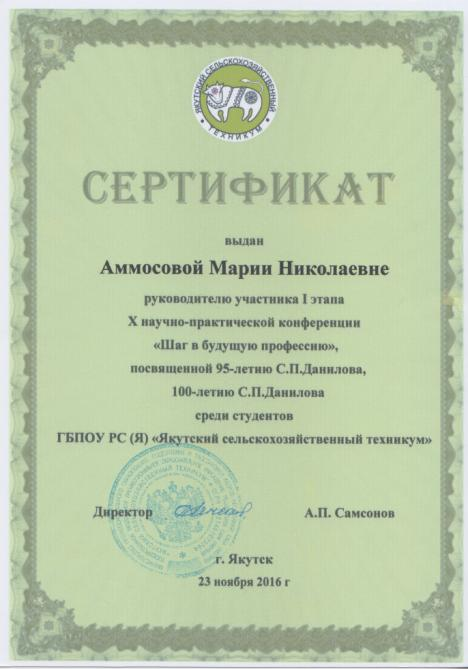 ЯКУТСКИЙ СЕЛЬСКОХОЗЯЙСТВЕННЫЙ
ТЕХНИКУМ
СЕРТИФИКАТ
выдан
Аммосовой Марии Николаевне
руководителю участника I этапа
X научно-практической конференции
«Шаг в будущую профессию»,
посвященной 95-летию С.П.Данилова,
100-летию С.П.Данилова
среди студентов
ГБПОУ РС (Я) «Якутский сельскохозяйственный техникум»
Директор
А.П. Самсонов
г. Якутск
23 ноября 2016 г